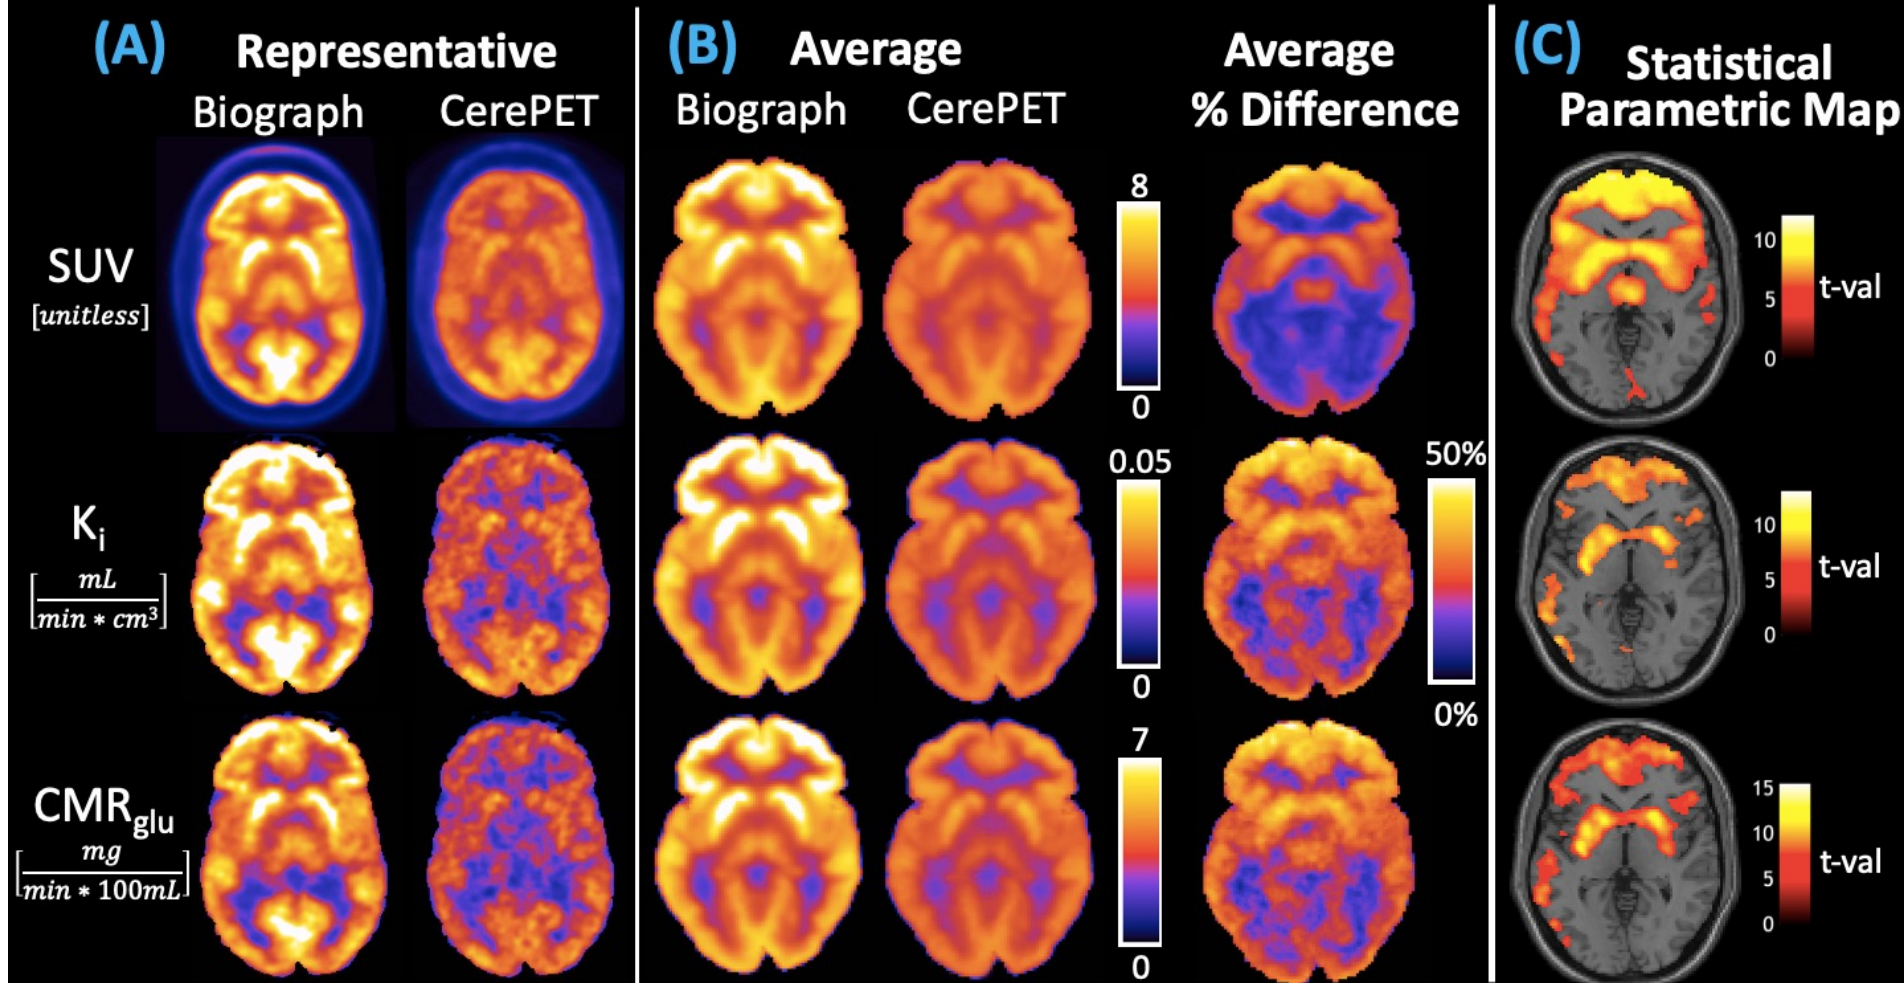 (A) Representative
Biograph CerePET
(B) Average
Biograph CerePET
Average
% Difference
(C) Statistical
Parametric Map
SUV
[unitless]
8
0
10
5
0
t-val
Ki
[mL / min * cm³]
0.05
0
50%
0%
10
5
0
t-val
CMRglu
[mg / min * 100mL]
7
0
15
10
5
0
t-val